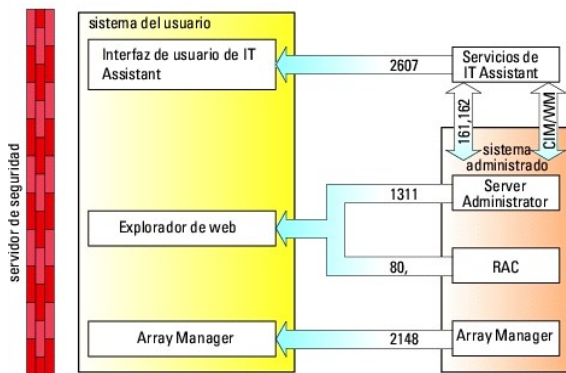 sistema del usuario
Interfaz de usuario de IT
Assistant
2607
Servicios de
IT Assistant
161,162
CIM/WM
sistema
administrado
servidor de seguridad
Explorador de web
1311
Server
Administrator
80,
RAC
Array Manager
2148
Array Manager